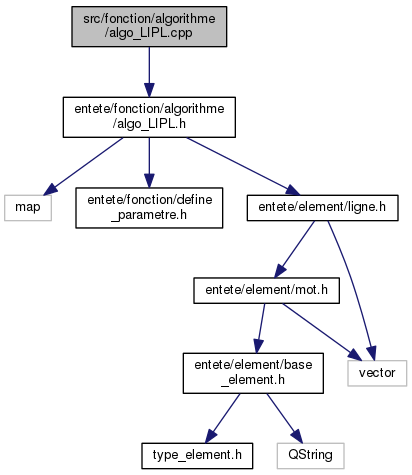 src/fonction/algorithme
/algo_LIPL.cpp
entete/fonction/algorithme
/algo_LIPL.h
map
entete/fonction/define
_parametre.h
entete/element/ligne.h
entete/element/mot.h
vector
entete/element/base
_element.h
type_element.h
QString